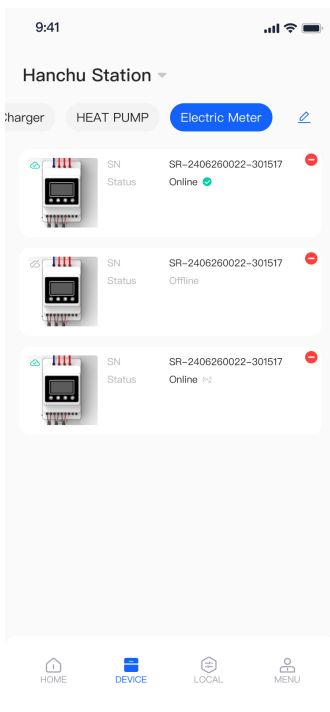 9:41
Hanchu Station
Charger HEAT PUMP Electric Meter
SN SR-2406260022-301517
Status Online
SN SR-2406260022-301517
Status Offline
SN SR-2406260022-301517
Status Online
HOME DEVICE LOCAL MENU